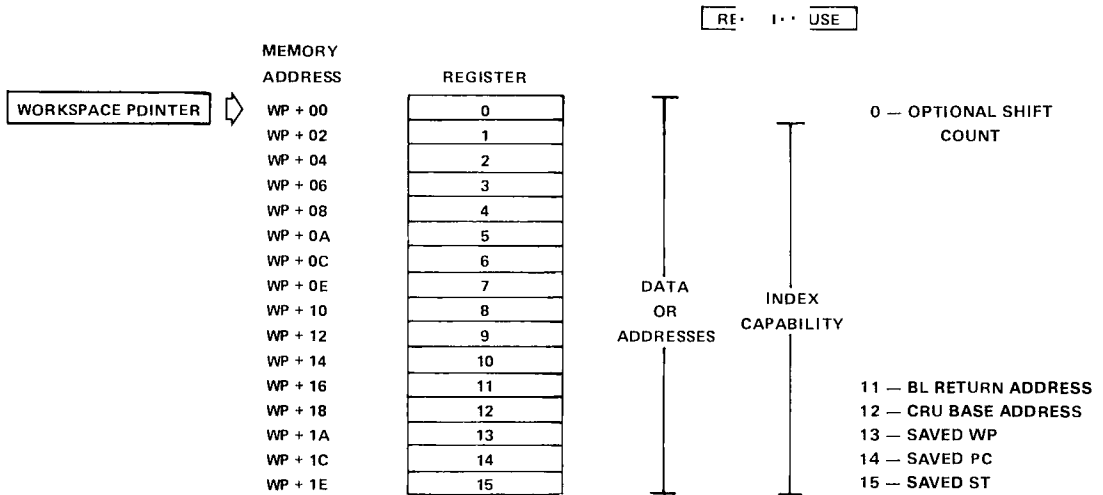 USE
MEMORY
ADDRESS REGISTER
WORKSPACE POINTER WP + 00 0 0 — OPTIONAL SHIFT
COUNT
WP + 02 1
WP + 04 2
WP + 06 3
WP + 08 4
WP + 0A 5
WP + 0C 6
WP + 0E 7
DATA
OR
ADDRESSES
INDEX
CAPABILITY
WP + 10 8
WP + 12 9
WP + 14 10
WP + 16 11 11 — BL RETURN ADDRESS
WP + 18 12 12 — CRU BASE ADDRESS
WP + 1A 13 13 — SAVED WP
WP + 1C 14 14 — SAVED PC
WP + 1E 15 15 — SAVED ST